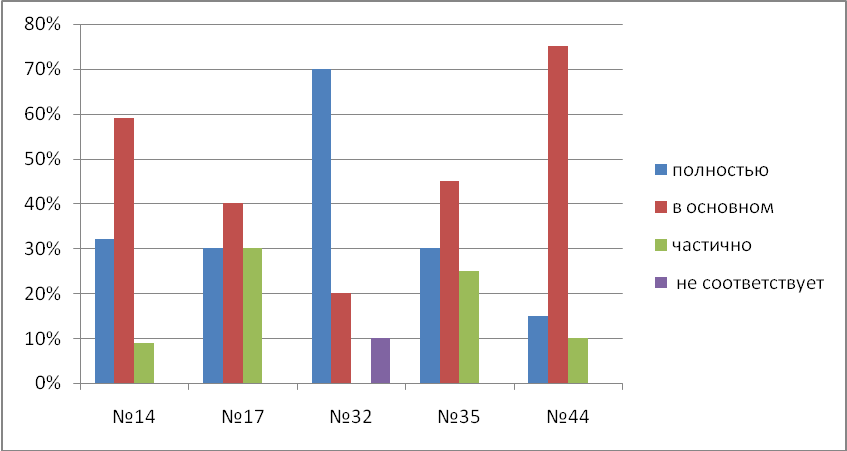 80%
70%
60%
50%
40%
30%
20%
10%
0%
№14 №17 №32 №35 №44
полностью
в основном
частично
не соответствует